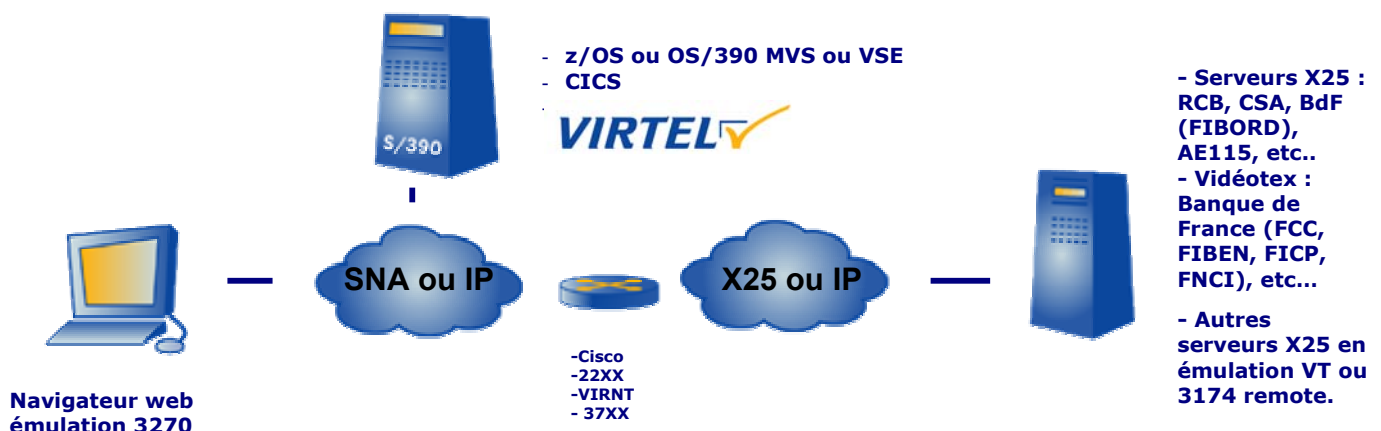 - z/OS ou OS/390 MVS ou VSE
- CICS
VIRTEL
S/390
SNA ou IP
X25 ou IP
-Cisco
-22XX
-VIRNT
- 37XX
Navigateur web
émulation 3270
- Serveurs X25 :
RCB, CSA, BdF
(FIBORD),
AE115, etc..
- Vidéotex :
Banque de
France (FCC,
FIBEN, FICP,
FNCI), etc...
- Autres
serveurs X25 en
émulation VT ou
3174 remote.